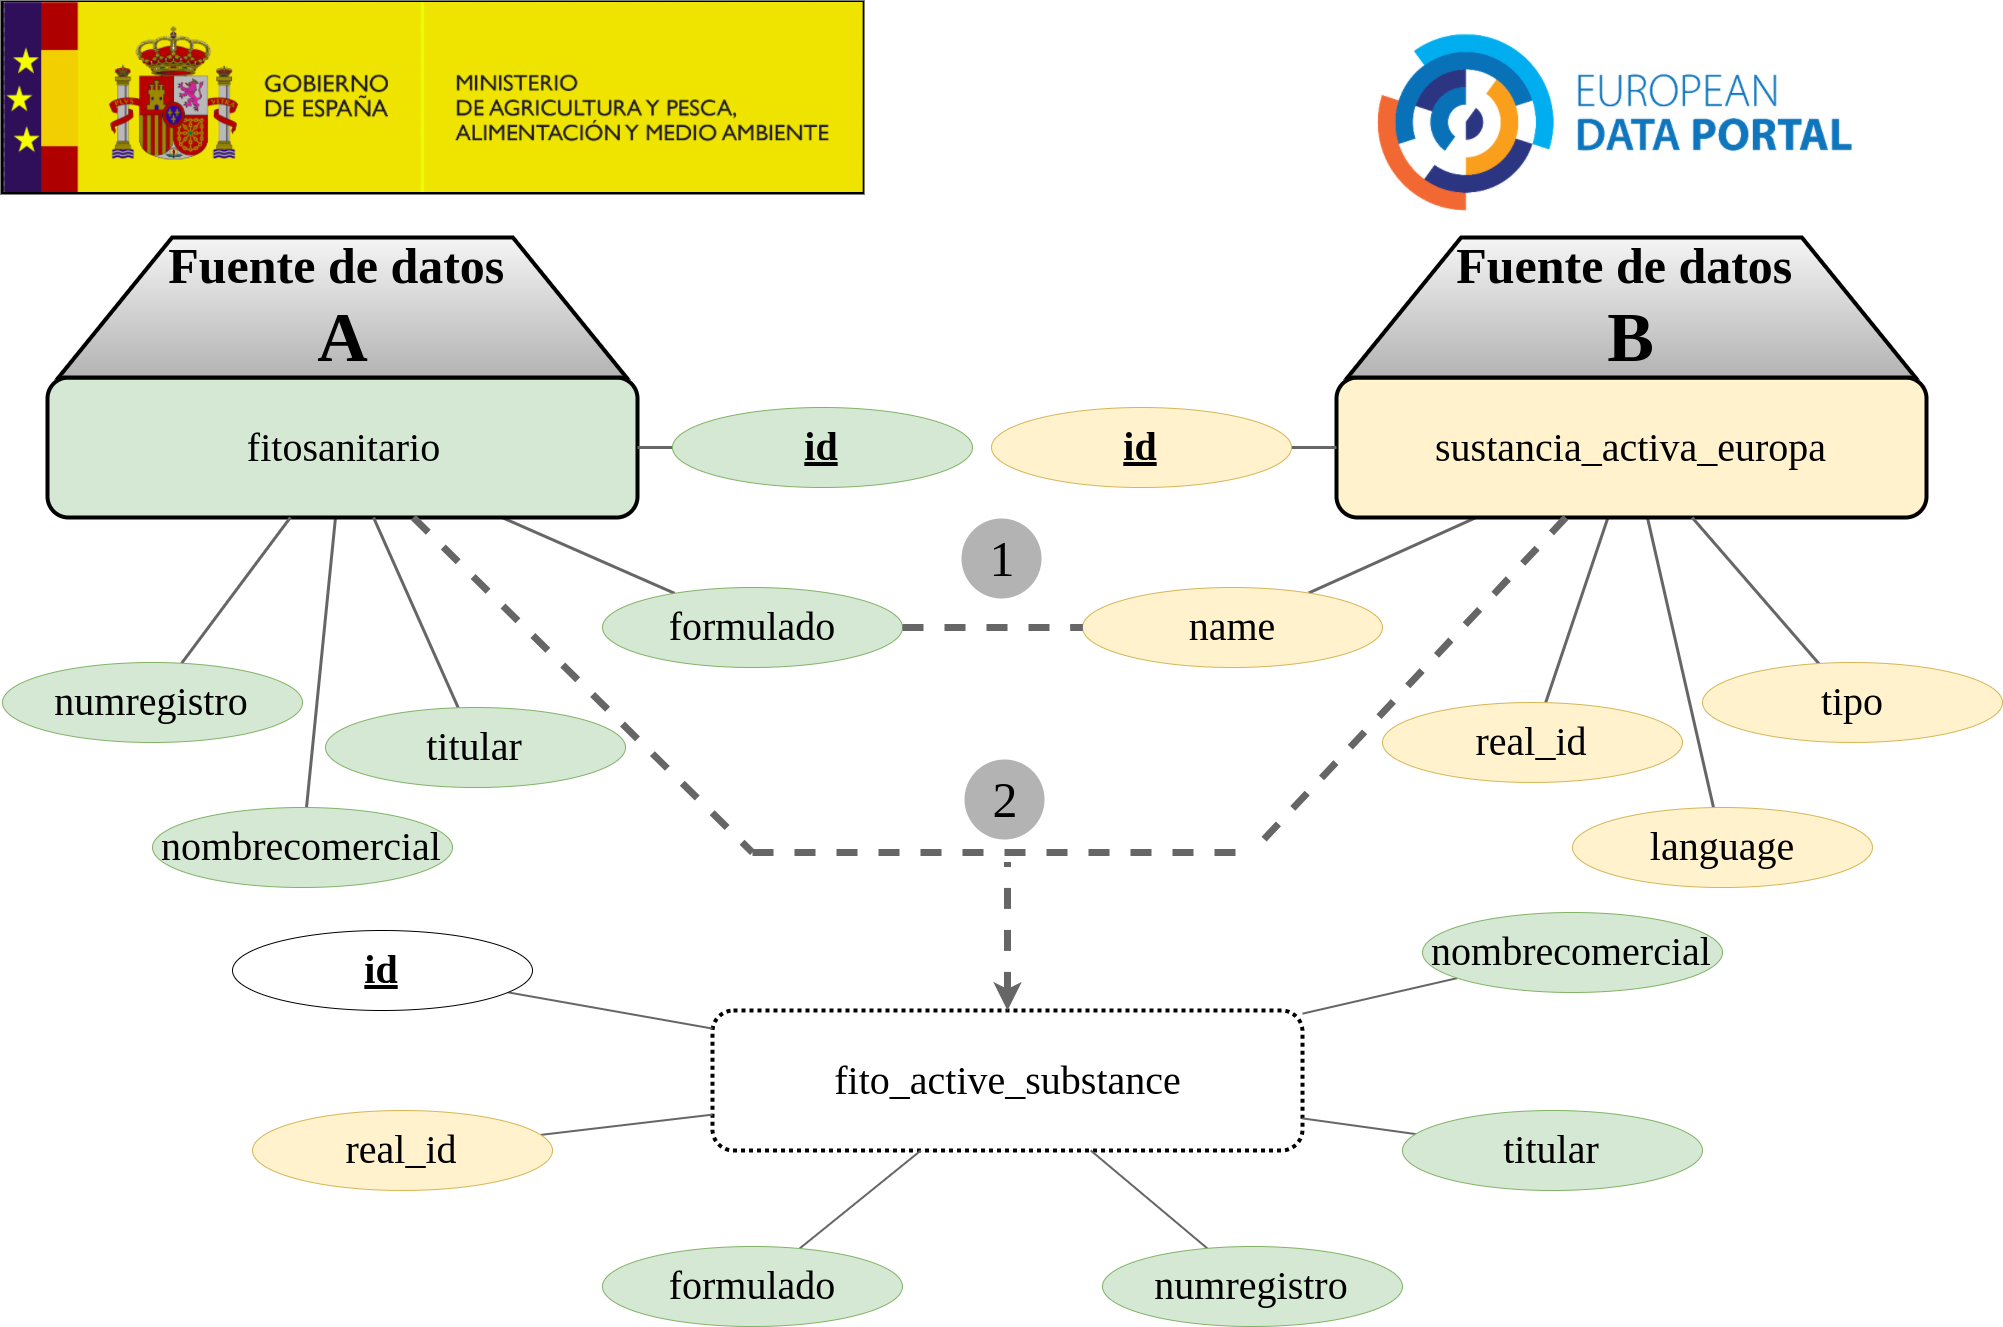 GOBIERNO
DE ESPAÑA
MINISTERIO
DE AGRICULTURA Y PESCA,
ALIMENTACIÓN Y MEDIO AMBIENTE
EUROPEAN
DATA PORTAL
Fuente de datos
A
Fuente de datos
B
fitosanitario
id
id
sustancia_activa_europa
1
formulado
name
numregistro
titular
real_id
tipo
2
nombrecomercial
language
id
nombrecomercial
fito_active_substance
real_id
titular
formulado
numregistro